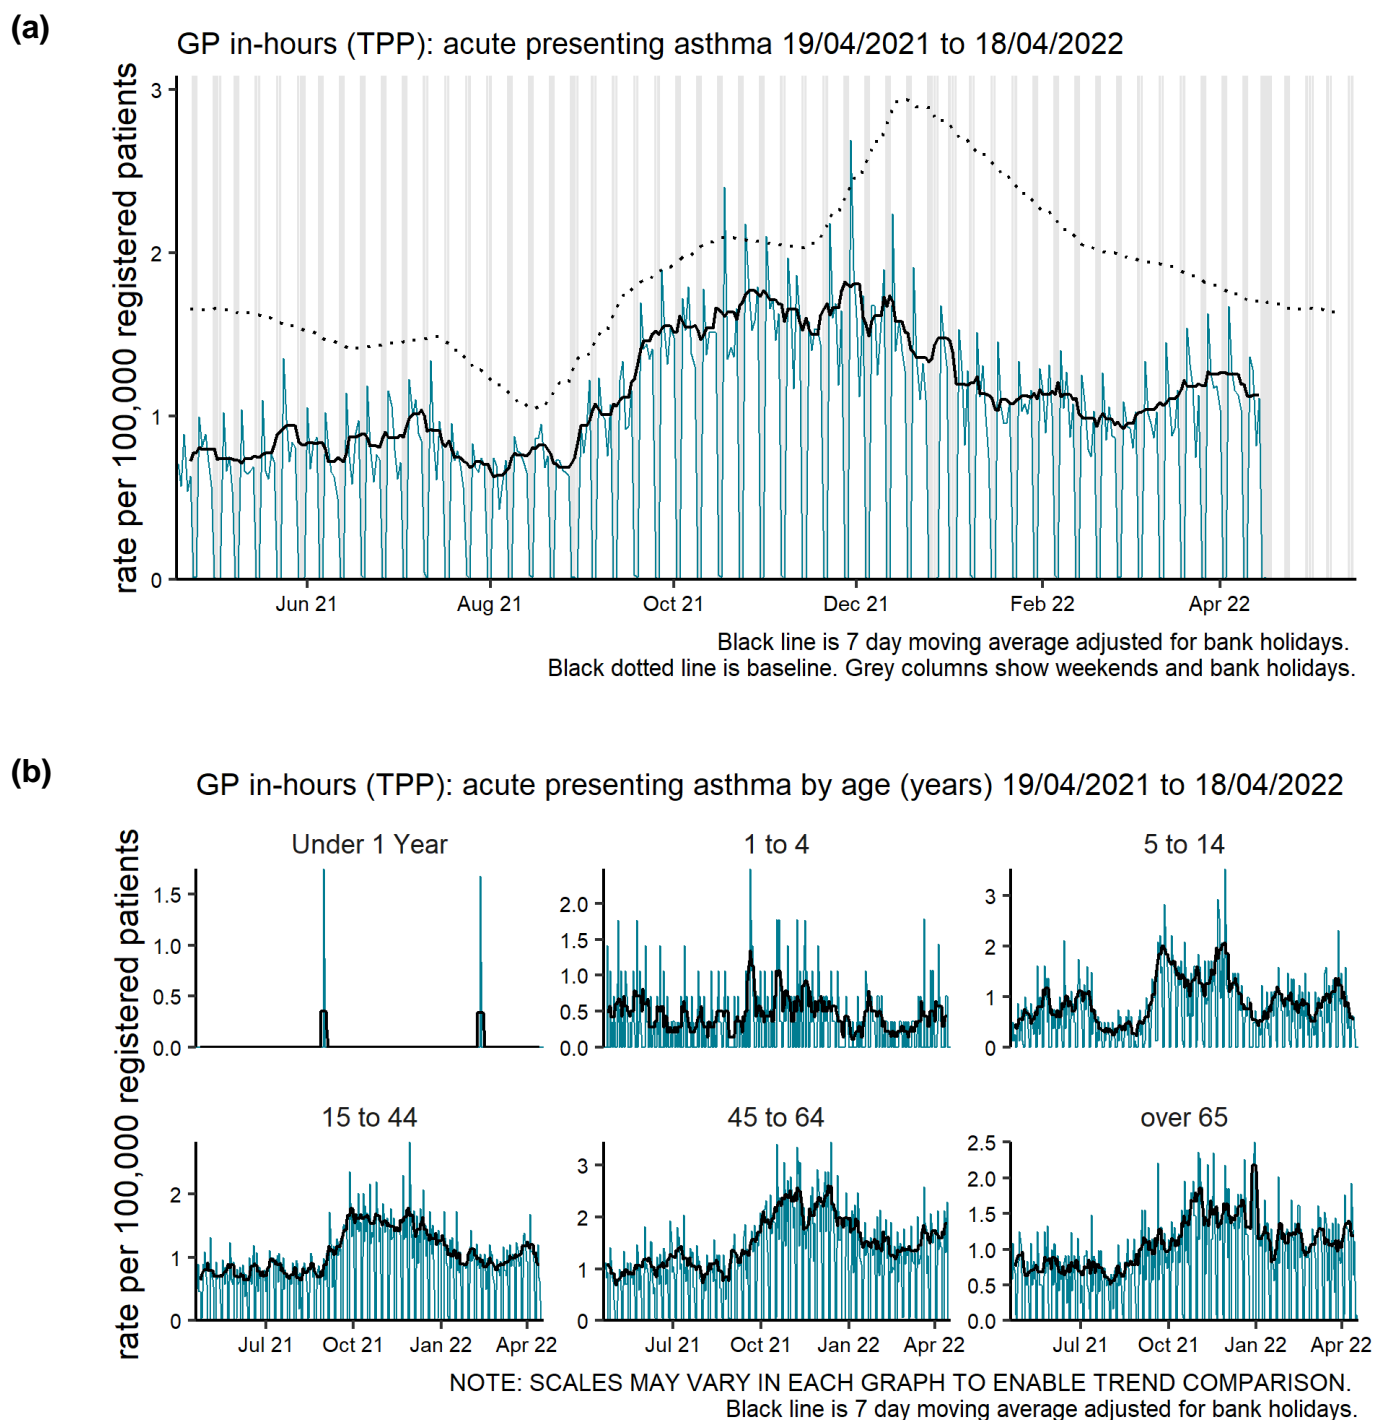 (a)
GP in-hours (TPP): acute presenting asthma 19/04/2021 to 18/04/2022
rate per 100,000 registered patients
3
2
1
0
Jun 21
Aug 21
Oct 21
Dec 21
Feb 22
Apr 22
Black line is 7 day moving average adjusted for bank holidays.
Black dotted line is baseline. Grey columns show weekends and bank holidays.
(b)
GP in-hours (TPP): acute presenting asthma by age (years) 19/04/2021 to 18/04/2022
rate per 100,000 registered patients
Under 1 Year
1.5
1.0
0.5
0.0
1 to 4
2.0
1.5
1.0
0.5
0.0
5 to 14
3
2
1
0
15 to 44
2
1
0
Jul 21
Oct 21
Jan 22
Apr 22
45 to 64
3
2
1
0
Jul 21
Oct 21
Jan 22
Apr 22
over 65
2.5
2.0
1.5
1.0
0.5
0.0
Jul 21
Oct 21
Jan 22
Apr 22
NOTE: SCALES MAY VARY IN EACH GRAPH TO ENABLE TREND COMPARISON.
Black line is 7 day moving average adjusted for bank holidays.